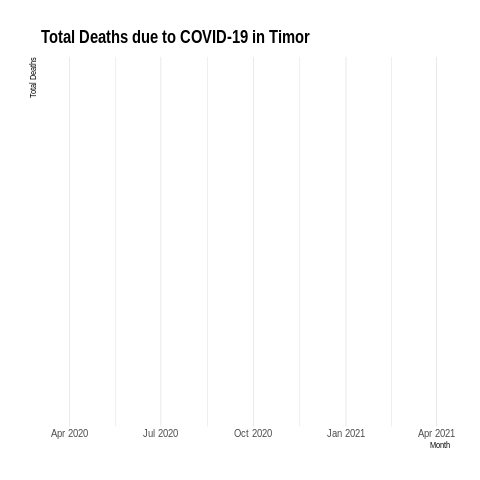 Total Deaths due to COVID-19 in Timor
Total Deaths
Apr 2020
Jul 2020
Oct 2020
Jan 2021
Apr 2021
Month